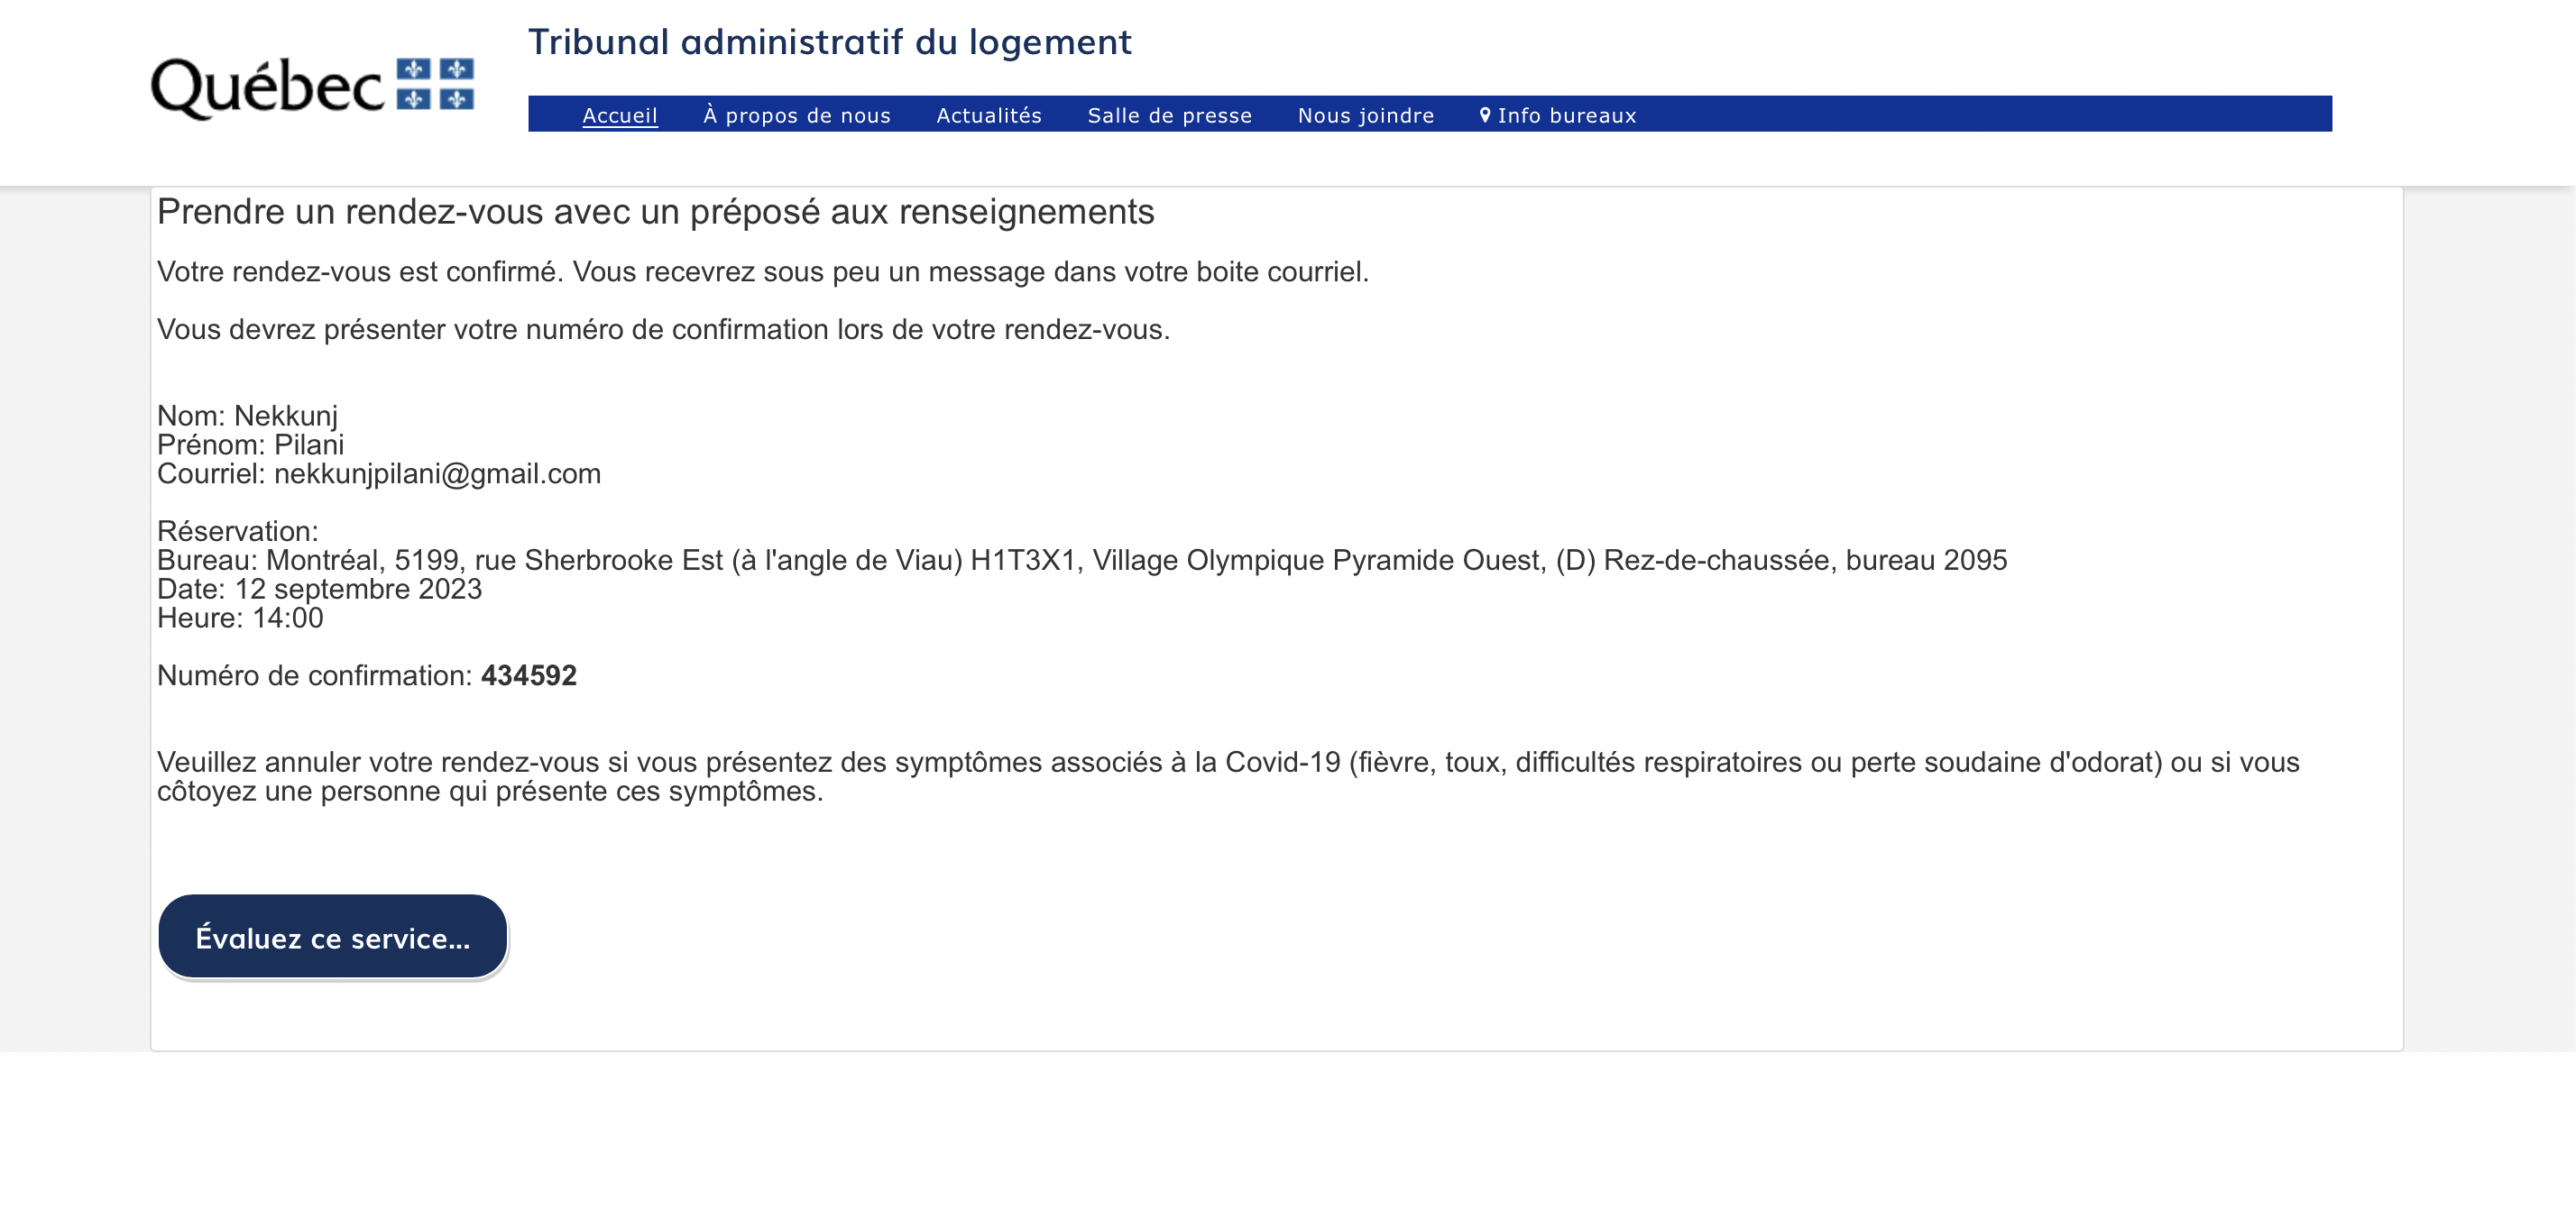 Québec
Tribunal administratif du logement
Accueil À propos de nous Actualités Salle de presse Nous joindre Info bureaux
Prendre un rendez-vous avec un préposé aux renseignements
Votre rendez-vous est confirmé. Vous recevrez sous peu un message dans votre boite courriel.
Vous devrez présenter votre numéro de confirmation lors de votre rendez-vous.
Nom: Nekkunj
Prénom: Pilani
Courriel: nekkunjpilani@gmail.com
Réservation:
Bureau: Montréal, 5199, rue Sherbrooke Est (à l'angle de Viau) H1T3X1, Village Olympique Pyramide Ouest, (D) Rez-de-chaussée, bureau 2095
Date: 12 septembre 2023
Heure: 14:00
Numéro de confirmation: 434592
Veuillez annuler votre rendez-vous si vous présentez des symptômes associés à la Covid-19 (fièvre, toux, difficultés respiratoires ou perte soudaine d'odorat) ou si vous
côtoyez une personne qui présente ces symptômes.
Évaluez ce service...